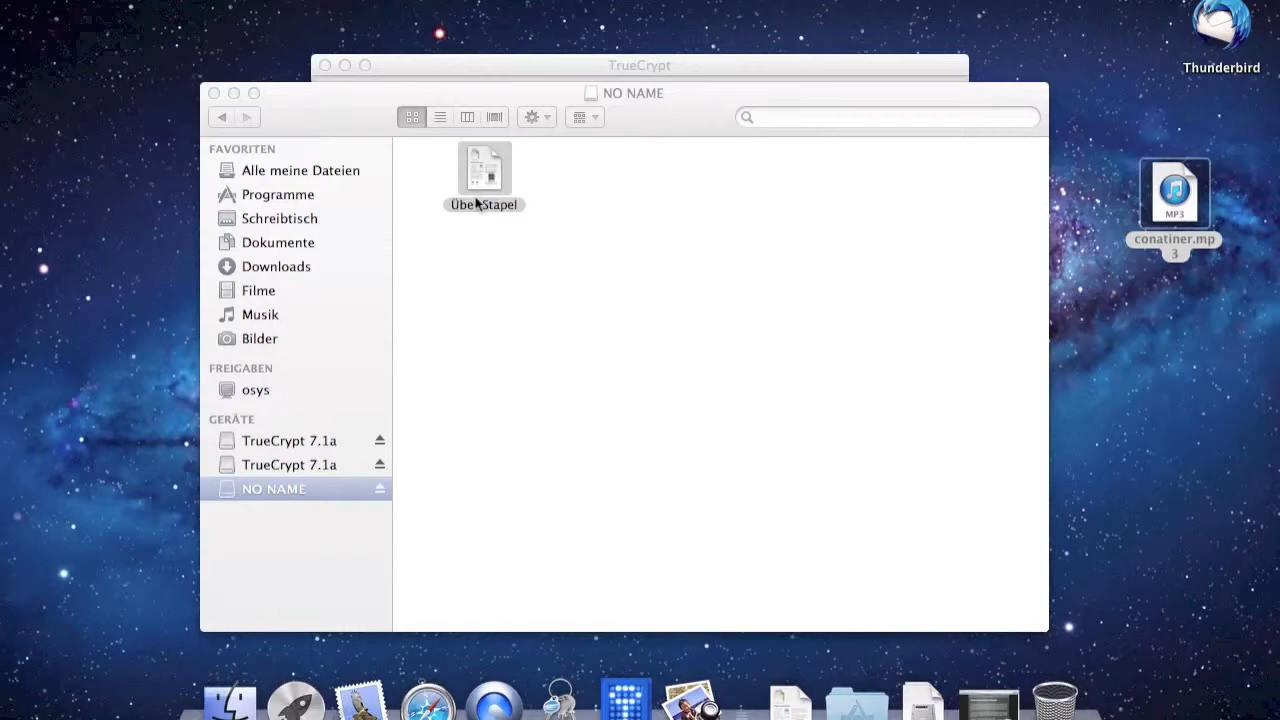 Thunderbird
TrueCrypt
NO NAME
FAVORITEN
Alle meine Dateien
Programme
Schreibtisch
Dokumente
Downloads
Filme
Musik
Bilder
FREIGABEN
osys
GERÄTE
TrueCrypt 7.1a
TrueCrypt 7.1a
NO NAME
Stapel
MP3
conatiner.mp
3